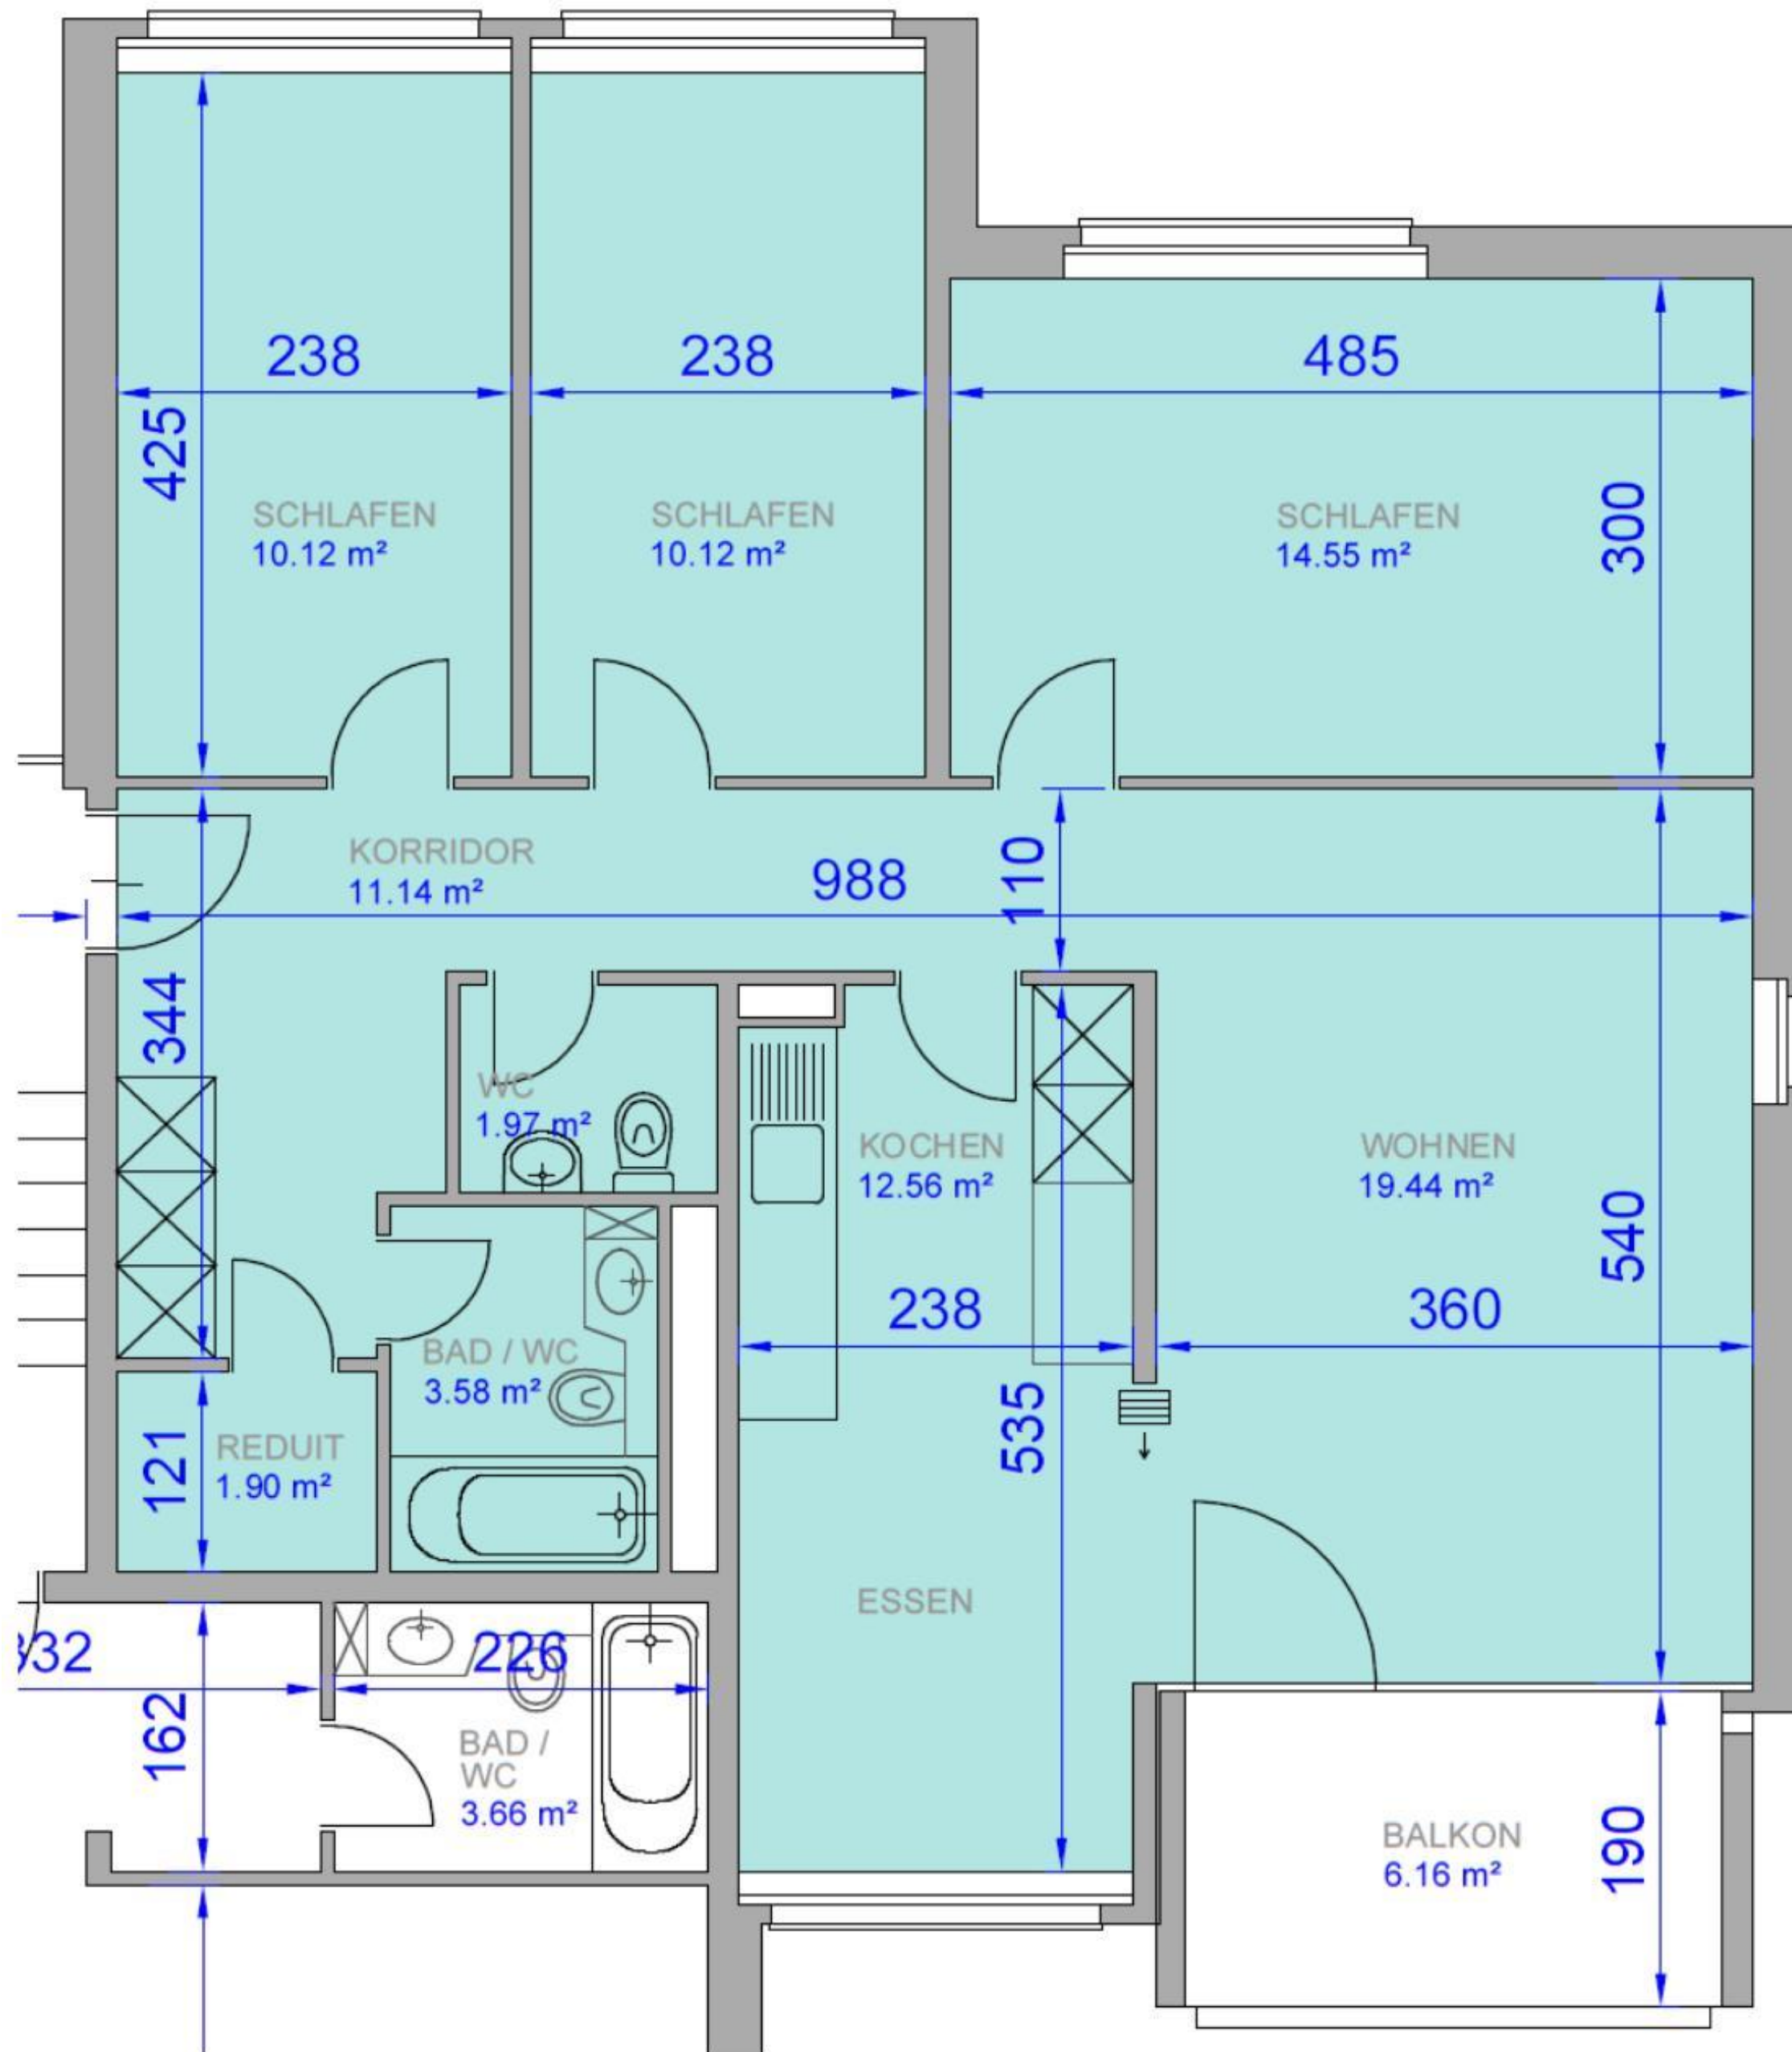 238
238
485
425
SCHLAFEN
10.12 m²
SCHLAFEN
10.12 m²
SCHLAFEN
14.55 m²
300
KORRIDOR
11.14 m²
988
110
344
WC
1.97 m²
KOCHEN
12.56 m²
WOHNEN
19.44 m²
540
238
360
BAD / WC
3.58 m²
535
REDUIT
1.90 m²
121
ESSEN
226
162
BAD /
WC
3.66 m²
BALKON
6.16 m²
190